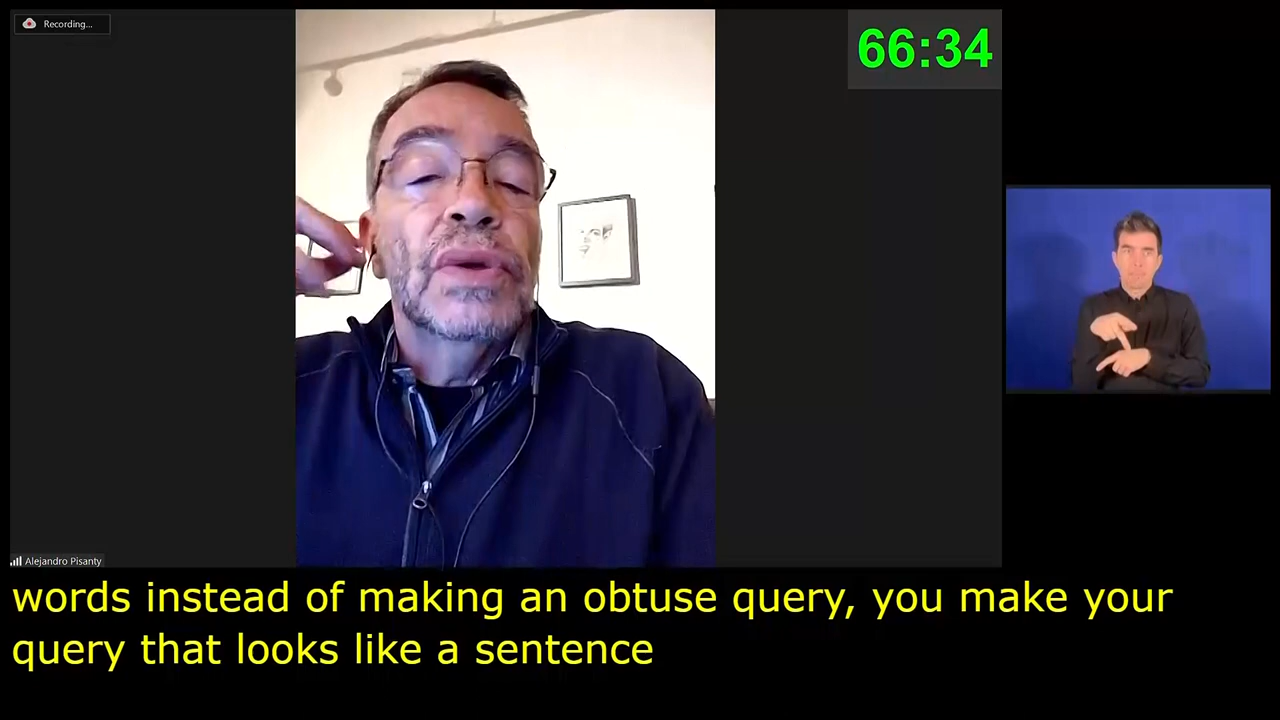 Recording...
66:34
Alejandro Pisanty
words instead of making an obtuse query, you make your
query that looks like a sentence